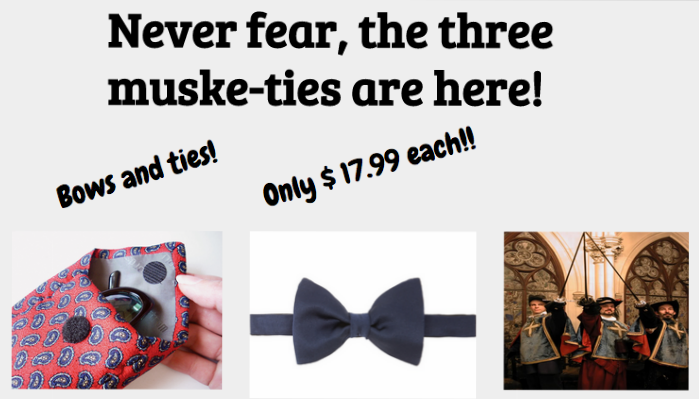 Never fear, the three
muske-ties are here!
Bows and ties!
Only $ 17.99 each!!